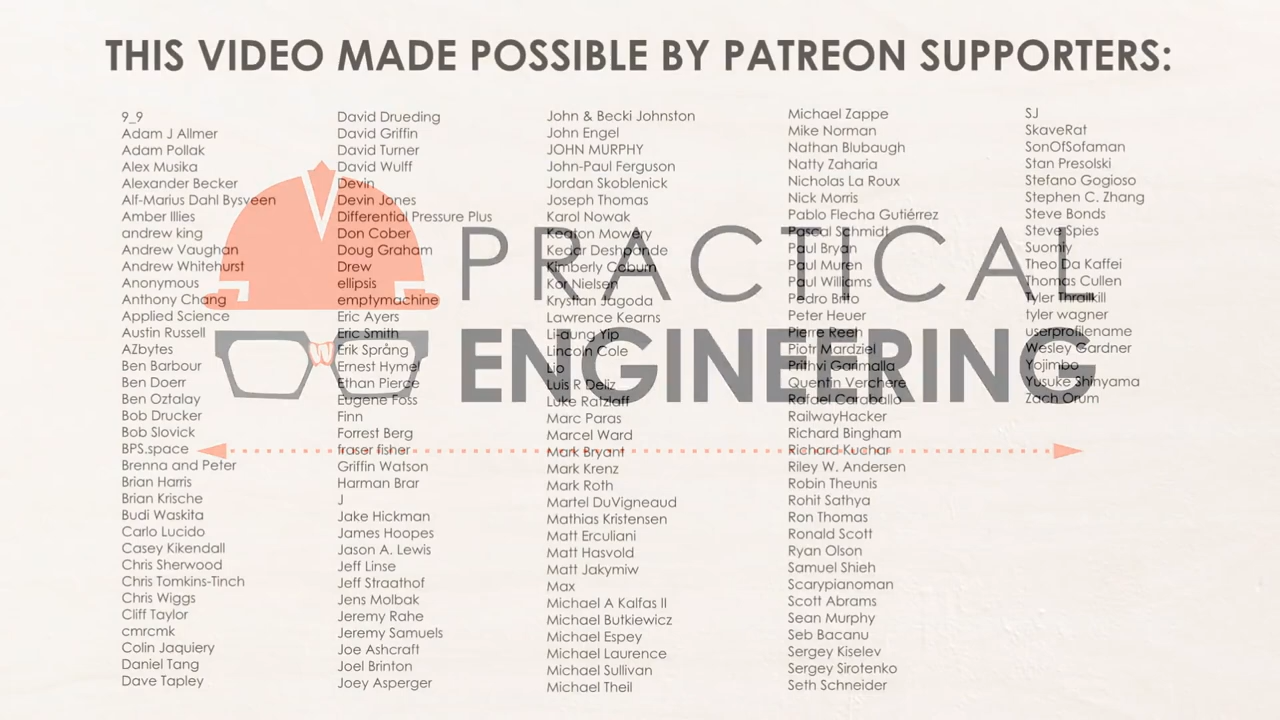 THIS VIDEO MADE POSSIBLE BY PATREON SUPPORTERS:
9_9
Adam J Allmer
Adam Pollak
Alex Musika
Alexander Becker
Alf-Marius Dahl Bysveen
Amber Illies
andrew king
Andrew Vaughan
Andrew Whitehurst
Anonymous
Anthony Chang
Applied Science
Austin Russell
AZbytes
Ben Barbour
Ben Doerr
Ben Oztalay
Bob Drucker
Bob Slovick
BPS.space
Brenna and Peter
Brian Harris
Brian Krische
Budi Waskita
Carlo Lucido
Casey Kikendall
Chris Sherwood
Chris Tomkins-Tinch
Chris Wiggs
Cliff Taylor
cmrcmk
Colin Jaquiery
Daniel Tang
Dave Tapley
David Drueding
David Griffin
David Turner
David Wulff
Devin
Devin Jones
Differential Pressure Plus
Don Cober
Doug Graham
Drew
ellipsis
emptymachine
Eric Ayers
Eric Smith
Erik Språng
Ernest Hymel
Ethan Pierce
Eugene Foss
Finn
Forrest Berg
fraser fisher
Griffin Watson
Harman Brar
J
Jake Hickman
James Hoopes
Jason A. Lewis
Jeff Linse
Jeff Straathof
Jens Molbak
Jeremy Rahe
Jeremy Samuels
Joe Ashcraft
Joel Brinton
Joey Asperger
John & Becki Johnston
John Engel
JOHN MURPHY
John-Paul Ferguson
Jordan Skoblenick
Joseph Thomas
Karol Nowak
Keaton Mowery
Kedar Deshpande
Kimberly Coburn
Kor Nielsen
Krystan Jagoda
Lawrence Kearns
Li-aung Yip
Lincoln Cole
Lio
Luis R Deliz
Luke Ratzlaff
Marc Paras
Marcel Ward
Mark Bryant
Mark Krenz
Mark Roth
Martel DuVigneaud
Mathias Kristensen
Matt Erculiani
Matt Hasvold
Matt Jakymiw
Max
Michael A Kalfas II
Michael Butkiewicz
Michael Espey
Michael Laurence
Michael Sullivan
Michael Theil
Michael Zappe
Mike Norman
Nathan Blubaugh
Natty Zaharia
Nicholas La Roux
Nick Morris
Pablo Flecha Gutiérrez
Pascal Schmidt
Paul Bryan
Paul Muren
Paul Williams
Pedro Brito
Peter Heuer
Pierre Reeh
Piotr Mardziel
Prithvi Garimalla
Quentin Verchere
Rafael Caraballo
RailwayHacker
Richard Bingham
Richard Kuchar
Riley W. Andersen
Robin Theunis
Rohit Sathya
Ron Thomas
Ronald Scott
Ryan Olson
Samuel Shieh
Scarypianoman
Scott Abrams
Sean Murphy
Seb Bacanu
Sergey Kiselev
Sergey Sirotenko
Seth Schneider
SJ
SkaveRat
SonOfSofaman
Stan Presolski
Stefano Gogioso
Stephen C. Zhang
Steve Bonds
Steve Spies
Suomly
Theo Da Kaffei
Thomas Cullen
Tyler Thrailkill
tyler wagner
userprofilename
Wesley Gardner
Yojimbo
Yusuke Shinyama
Zach Orum
PRACTICAL
ENGINEERING